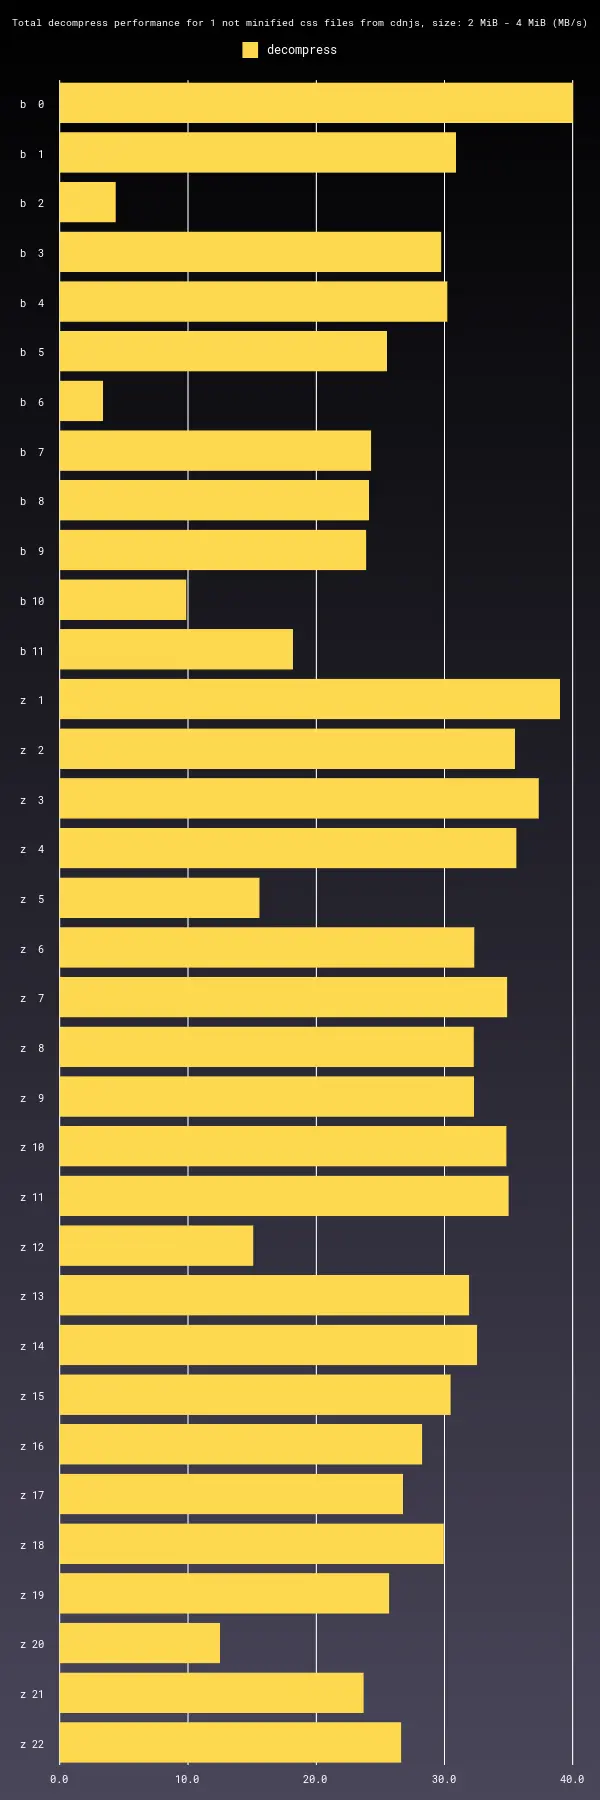 Total decompress performance for 1 not minified css files from cdnjs, size: 2 MiB - 4 MiB (MB/s)
decompress
b 0
b 1
b 2
b 3
b 4
b 5
b 6
b 7
b 8
b 9
b 10
b 11
z 1
z 2
z 3
z 4
z 5
z 6
z 7
z 8
z 9
z 10
z 11
z 12
z 13
z 14
z 15
z 16
z 17
z 18
z 19
z 20
z 21
z 22
0.0 10.0 20.0 30.0 40.0